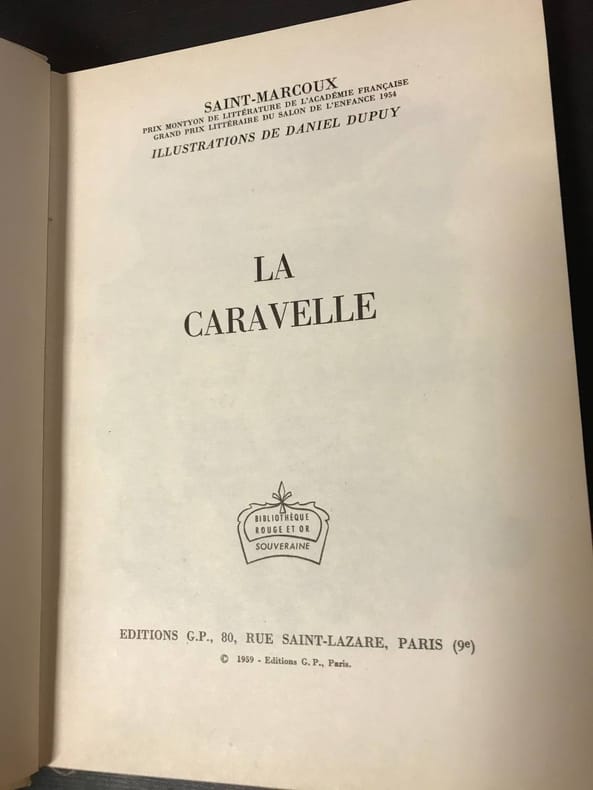 SAINT-MARCOUX
PRIX MONTYON DE LITTÉRATURE DE L'ACADÉMIE FRANÇAISE
GRAND PRIX LITTÉRAIRE DU SALON DE L'ENFANCE 1954
ILLUSTRATIONS DE DANIEL DUPUY
LA
CARAVELLE
BIBLIOTHÈQUE
ROUGE ET OR
SOUVERAINE
EDITIONS G.P., 80, RUE SAINT-LAZARE, PARIS (9e)
© 1959 - Editions G. P., Paris.